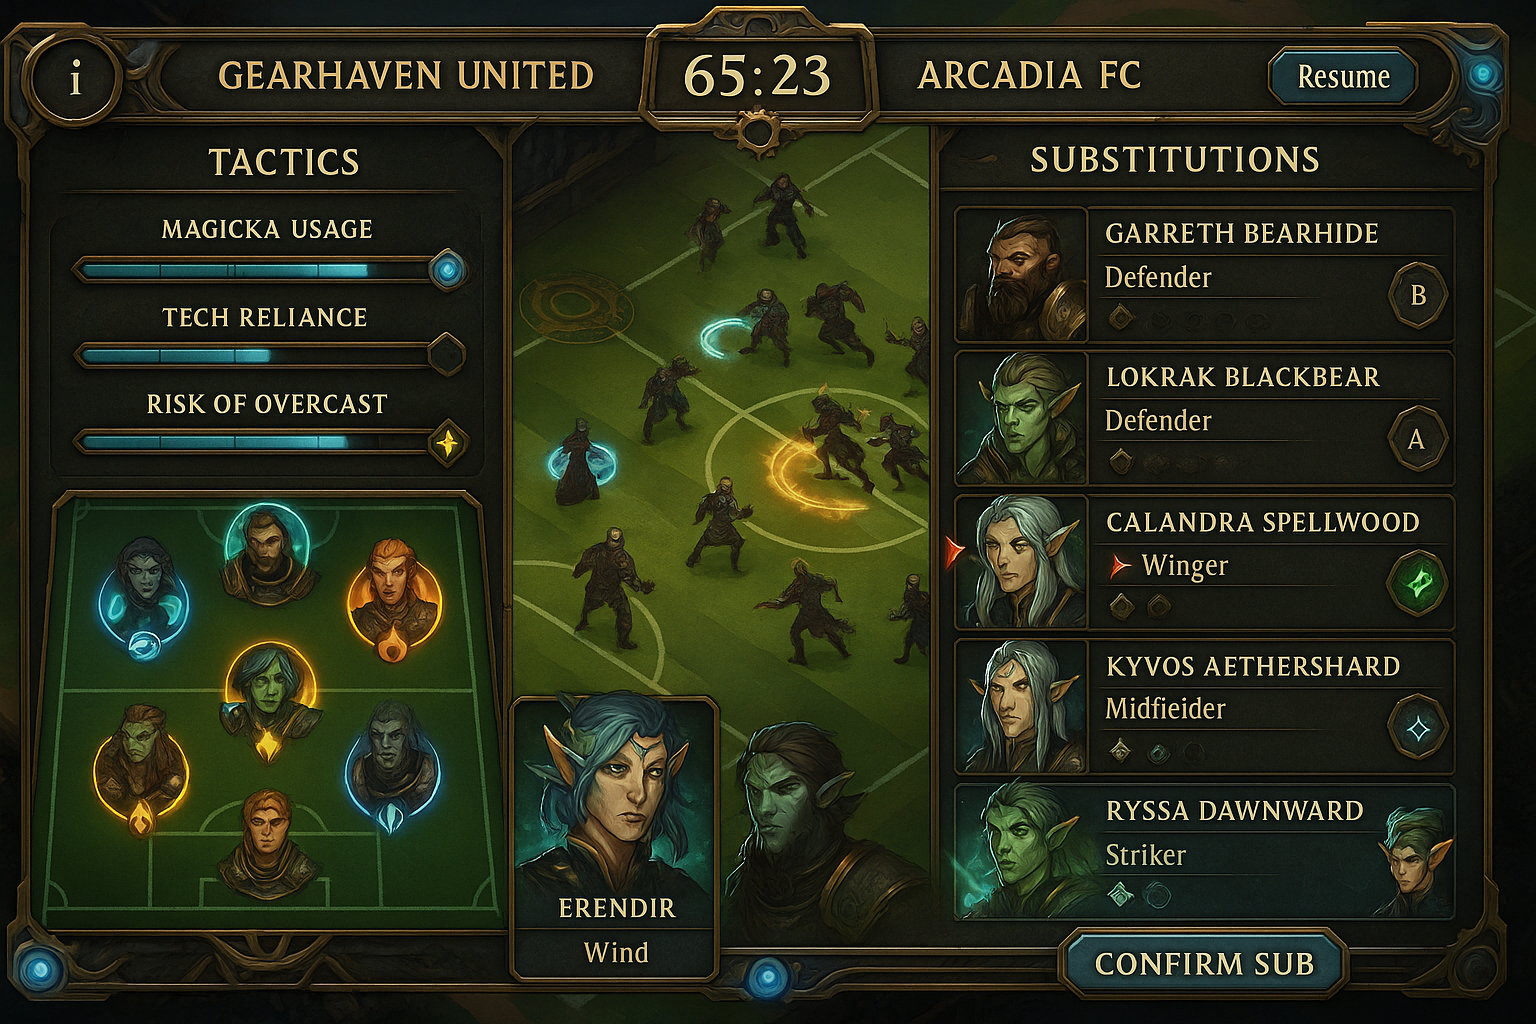 i
GEARHAVEN UNITED
65:23
ARCADIA FC
Resume
TACTICS
MAGICKA USAGE
TECH RELIANCE
RISK OF OVERCAST
ERENDIR
Wind
SUBSTITUTIONS
GARRETH BEARHIDE
Defender
B
LOKRAK BLACKBEAR
Defender
A
CALANDRA SPELLWOOD
Winger
KYVOS AETHERSHARD
Midfieider
RYSSA DAWNWARD
Striker
CONFIRM SUB